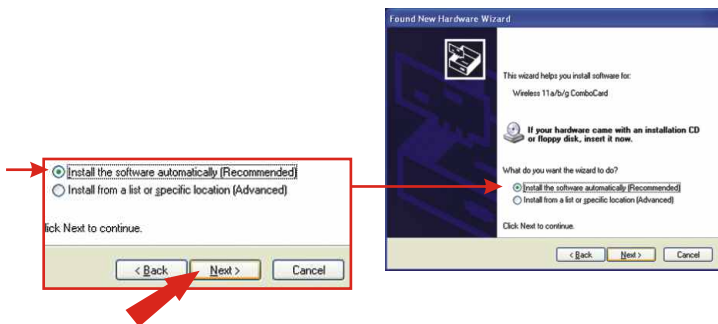 Found New Hardware Wizard
This wizard helps you install software for:
Wireless 11a/b/g ComboCard
If your hardware came with an installation CD
or floppy disk, insert it now.
What do you want the wizard to do?
Install the software automatically (Recommended)
Install from a list or specific location (Advanced)
Click Next to continue.
< Back
Next >
Cancel
Install the software automatically (Recommended)
Install from a list or specific location (Advanced)
lick Next to continue.
< Back
Next >
Cancel